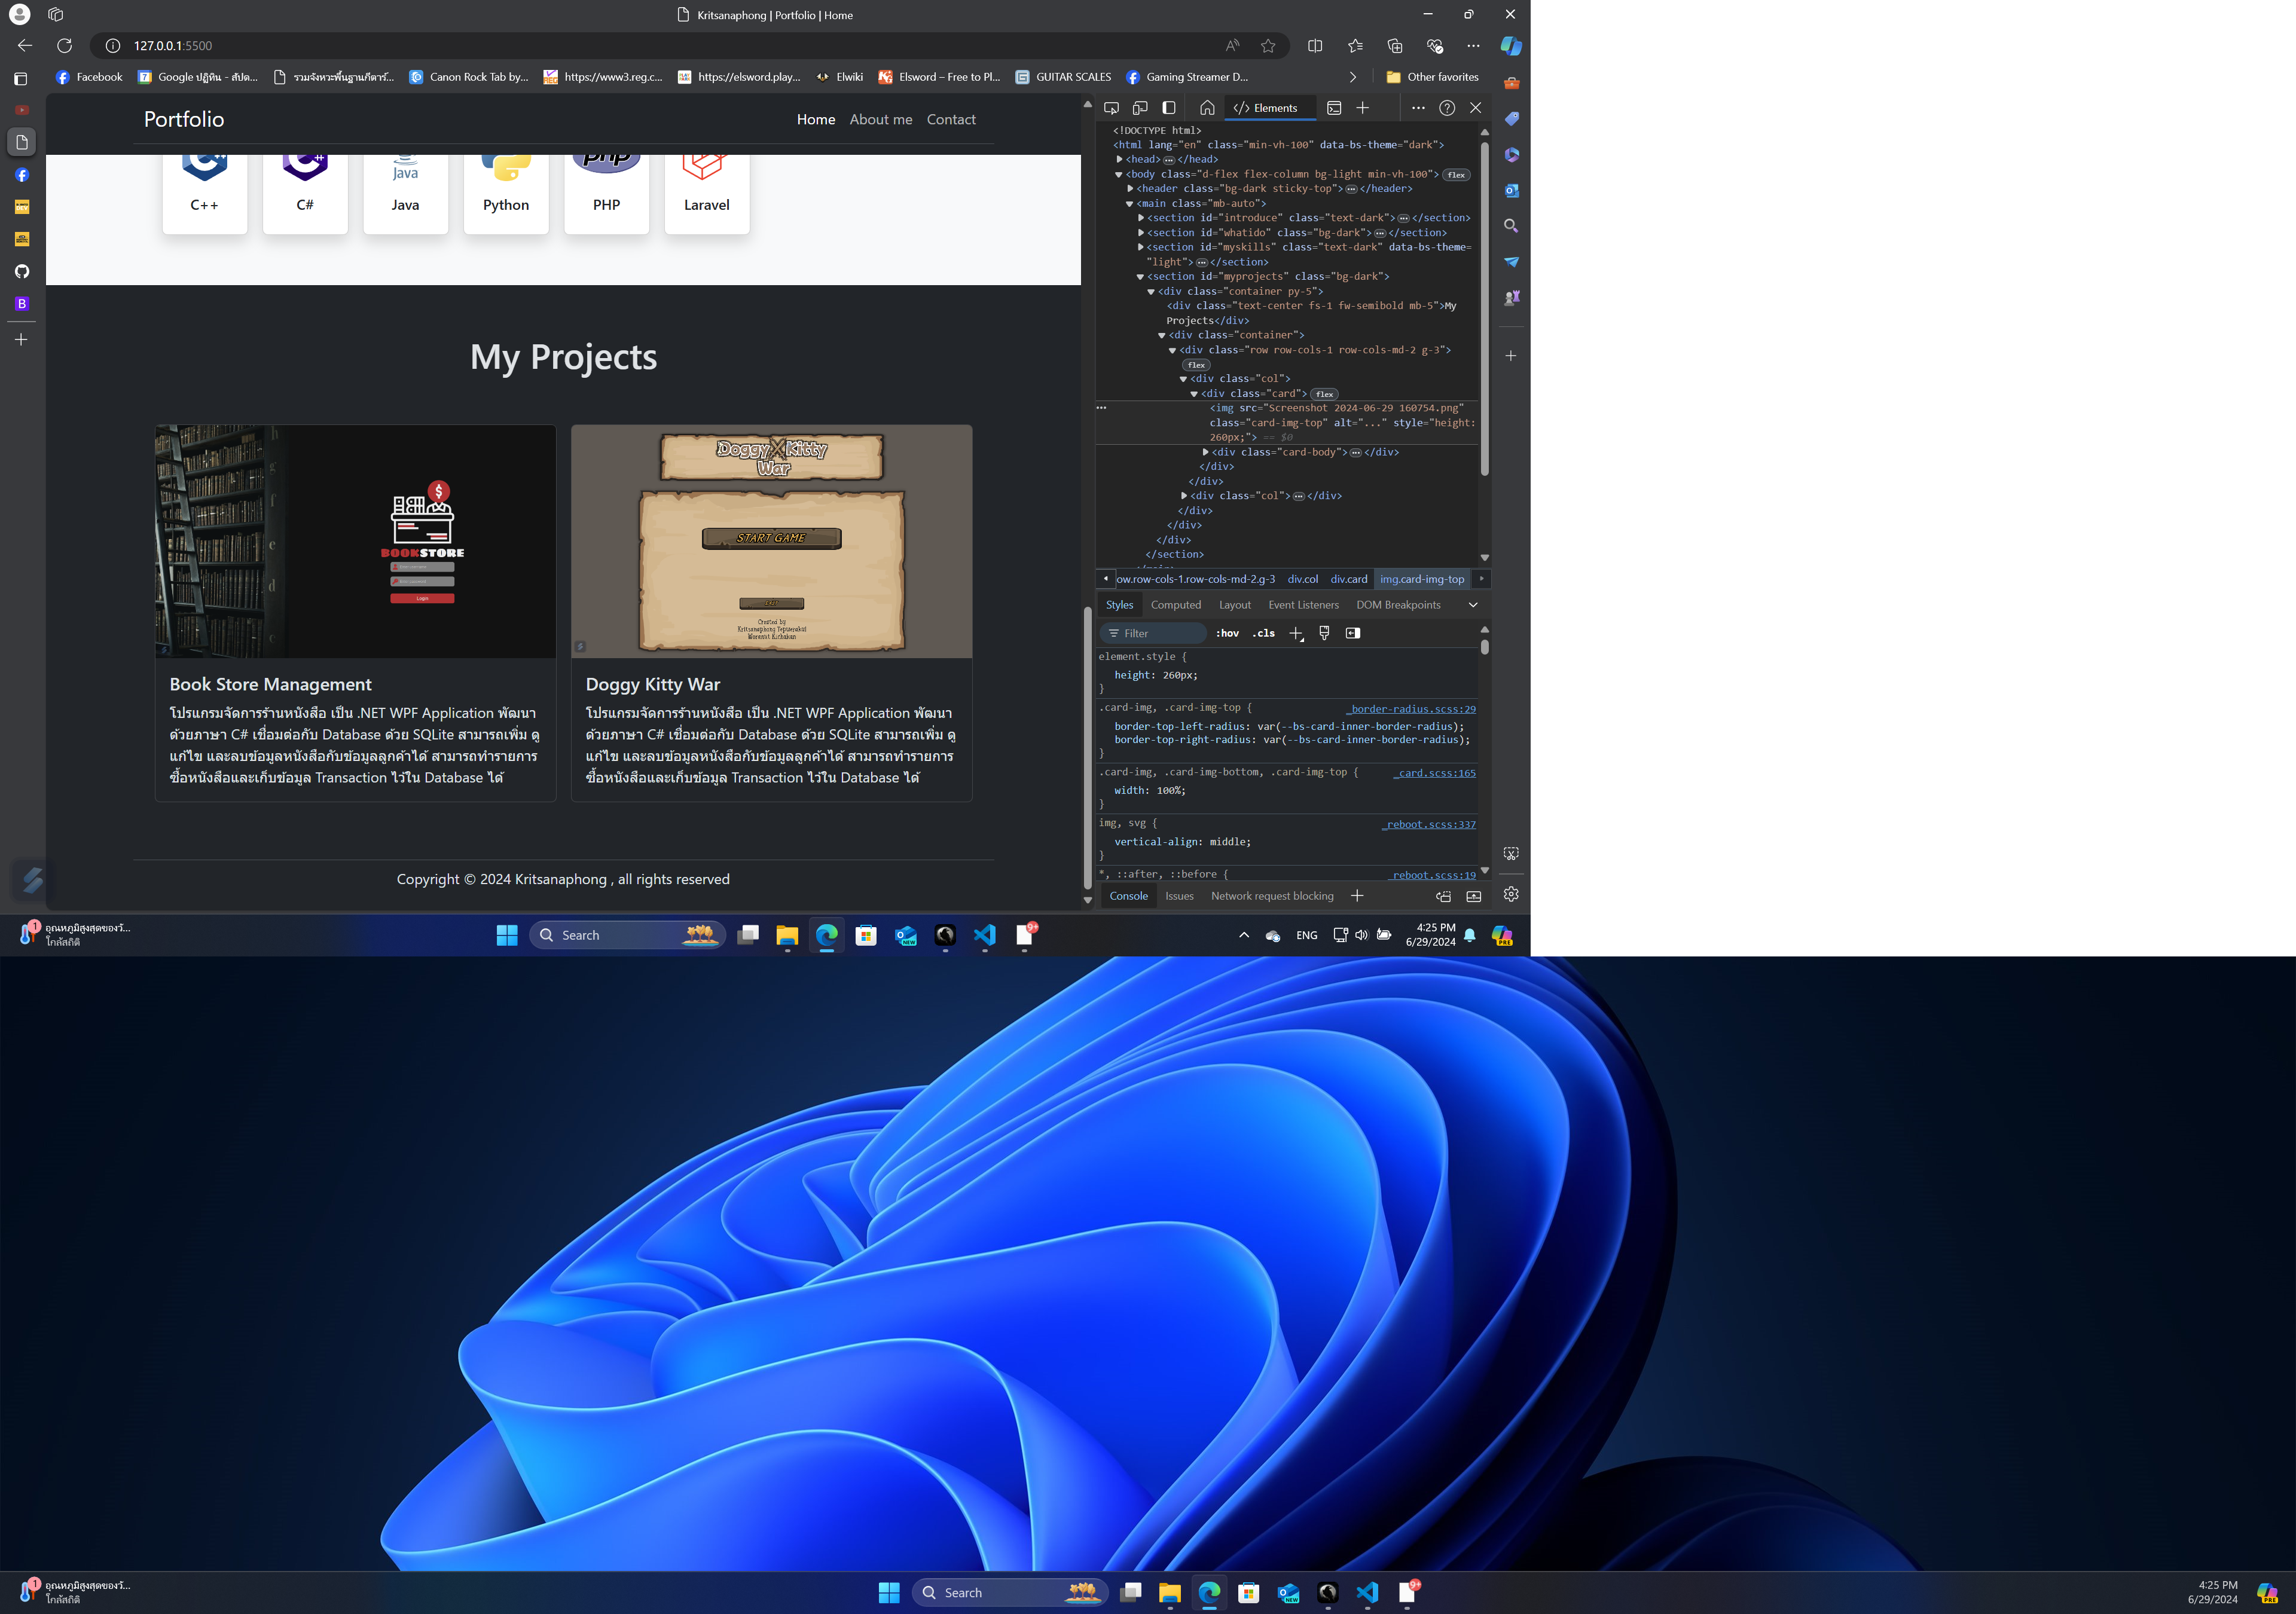 Kritsanaphong | Portfolio | Home
127.0.0.1:5500
Facebook
Google ปฏิทิน - สัปด...
รวมจังหวะพื้นฐานกีตาร์...
Canon Rock Tab by...
https://www3.reg.c...
https://elsword.play...
Elwiki
Elsword – Free to Pl...
GUITAR SCALES
Gaming Streamer D...
Other favorites
Portfolio
Home
About me
Contact
C++
C#
Java
Python
PHP
Laravel
My Projects
BOOKSTORE
Login
Doggy Kitty
War
START GAME
EXIT
Created by
Kritsanaphong Tepsuerakul
Book Store Management
โปรแกรมจัดการร้านหนังสือ เป็น .NET WPF Application พัฒนา
ด้วยภาษา C# เชื่อมต่อกับ Database ด้วย SQLite สามารถเพิ่ม ดู
แก้ไข และลบข้อมูลหนังสือกับข้อมูลลูกค้าได้ สามารถทำรายการ
ซื้อหนังสือและเก็บข้อมูล Transaction ไว้ใน Database ได้
Doggy Kitty War
โปรแกรมจัดการร้านหนังสือ เป็น .NET WPF Application พัฒนา
ด้วยภาษา C# เชื่อมต่อกับ Database ด้วย SQLite สามารถเพิ่ม ดู
แก้ไข และลบข้อมูลหนังสือกับข้อมูลลูกค้าได้ สามารถทำรายการ
ซื้อหนังสือและเก็บข้อมูล Transaction ไว้ใน Database ได้
Copyright © 2024 Kritsanaphong , all rights reserved
Elements
<!DOCTYPE html>
<html lang="en" class="min-vh-100" data-bs-theme="dark">
<head> … </head>
<body class="d-flex flex-column bg-light min-vh-100"> flex
<header class="bg-dark sticky-top"> … </header>
<main class="mb-auto">
<section id="introduce" class="text-dark"> … </section>
<section id="whatido" class="bg-dark"> … </section>
<section id="myskills" class="text-dark" data-bs-theme=
"light"> … </section>
<section id="myprojects" class="bg-dark">
<div class="container py-5">
<div class="text-center fs-1 fw-semibold mb-5">My
Projects</div>
<div class="container">
<div class="row row-cols-1 row-cols-md-2 g-3">
flex
<div class="col">
<div class="card"> flex
<img src="Screenshot 2024-06-29 160754.png"
class="card-img-top" alt="..." style="height:
260px;"> == $0
<div class="card-body"> … </div>
</div>
</div>
<div class="col"> … </div>
</div>
</div>
</div>
</section>
ow.row-cols-1.row-cols-md-2.g-3
div.col
div.card
img.card-img-top
Styles
Computed
Layout
Event Listeners
DOM Breakpoints
Filter
:hov
.cls
element.style {
height: 260px;
}
.card-img, .card-img-top { _border-radius.scss:29
border-top-left-radius: var(--bs-card-inner-border-radius);
border-top-right-radius: var(--bs-card-inner-border-radius);
}
.card-img, .card-img-bottom, .card-img-top { _card.scss:165
width: 100%;
}
img, svg { _reboot.scss:337
vertical-align: middle;
}
*, ::after, ::before { _reboot.scss:19
Console
Issues
Network request blocking
1
อุณหภูมิสูงสุดของวั...
ใกล้สถิติ
Search
NEW
9+
ENG
4:25 PM
6/29/2024
PRE
1
อุณหภูมิสูงสุดของวั...
ใกล้สถิติ
Search
NEW
9+
4:25 PM
6/29/2024
PRE